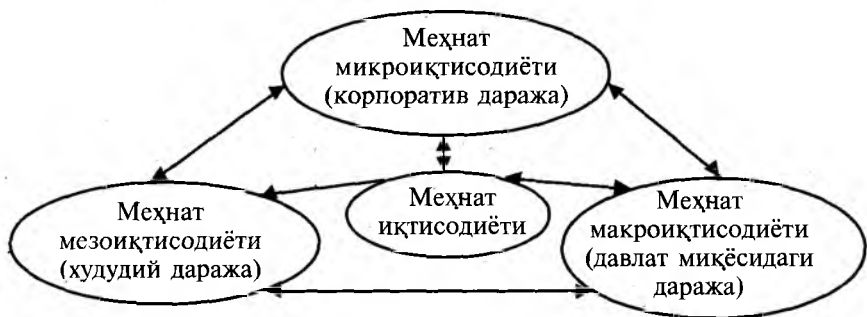 Меҳнат
микроиқтисодиёти
(корпоратив даража)
Меҳнат
мезоиқтисодиёти
(худудий даража)
Меҳнат
иқтисодиёти
Меҳнат
макроиқтисодиёти
(давлат миқёсидаги
даража)